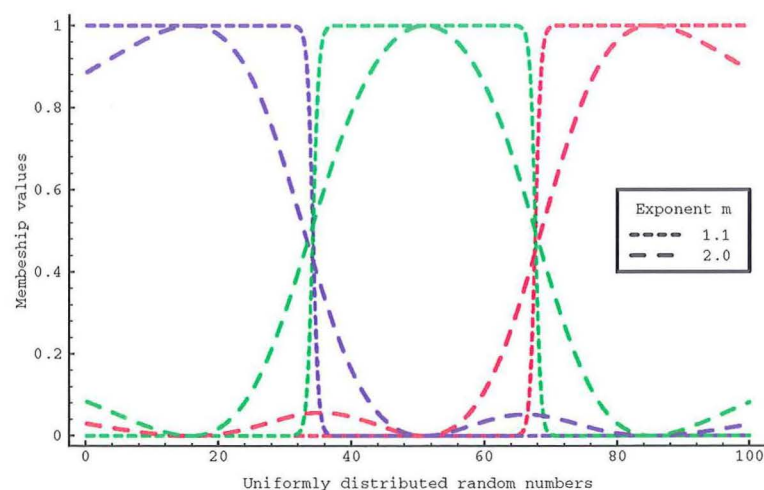 1
0.8
0.6
0.4
0.2
0
Membeship values
Exponent m
1.1
2.0
0 20 40 60 80 100
Uniformly distributed random numbers